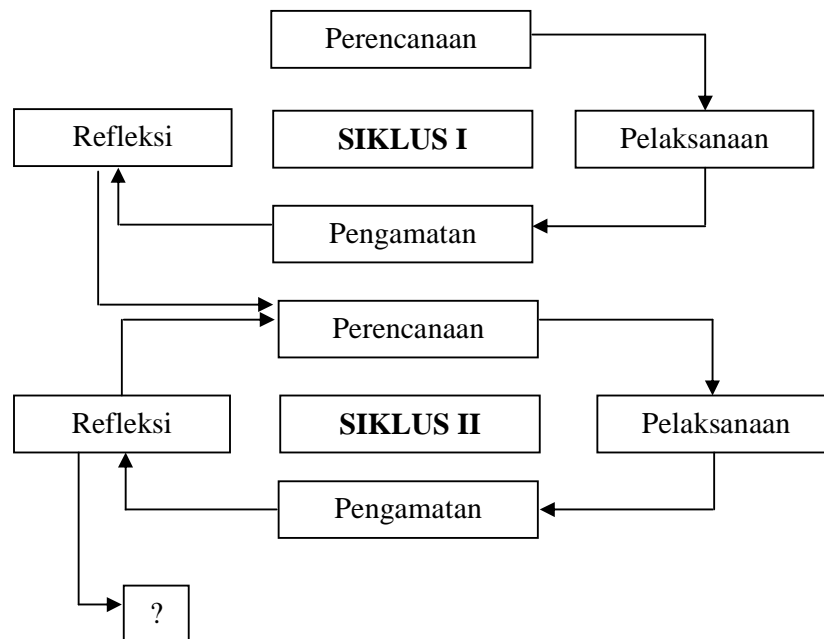 Perencanaan
Refleksi
SIKLUS I
Pelaksanaan
Pengamatan
Perencanaan
Refleksi
SIKLUS II
Pelaksanaan
Pengamatan
?